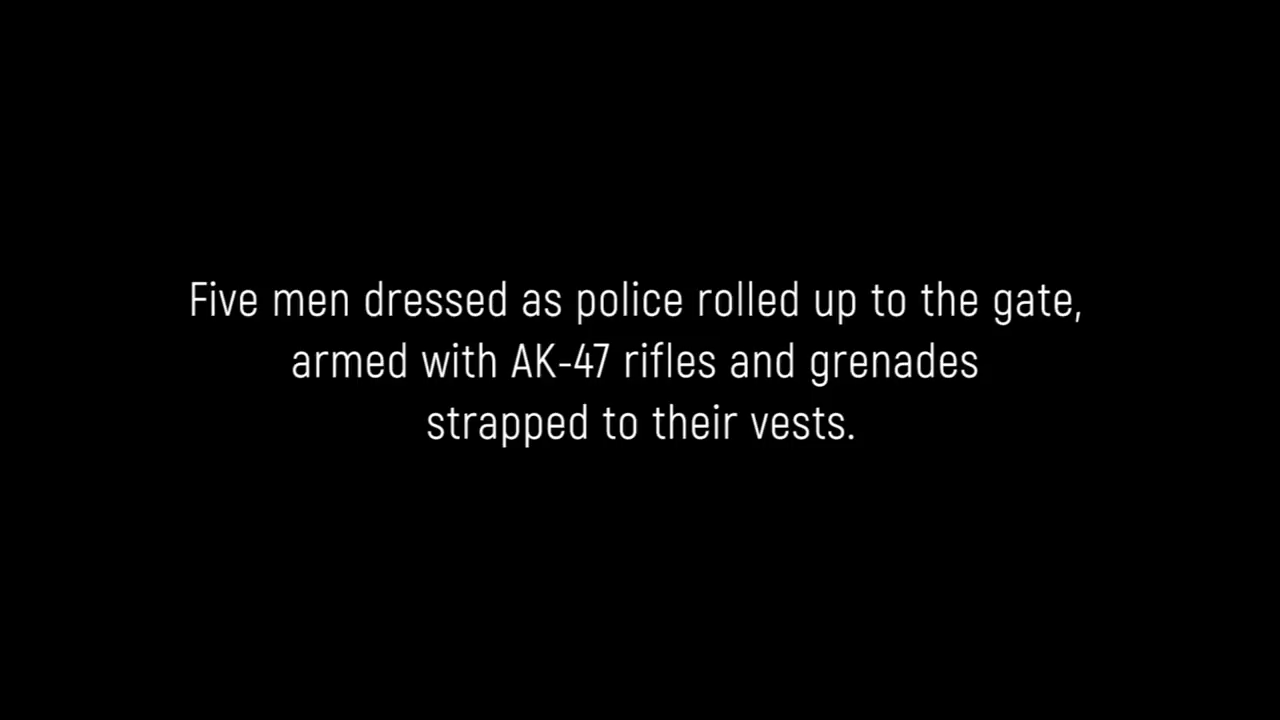 Five men dressed as police rolled up to the gate,
armed with AK-47 rifles and grenades
strapped to their vests.